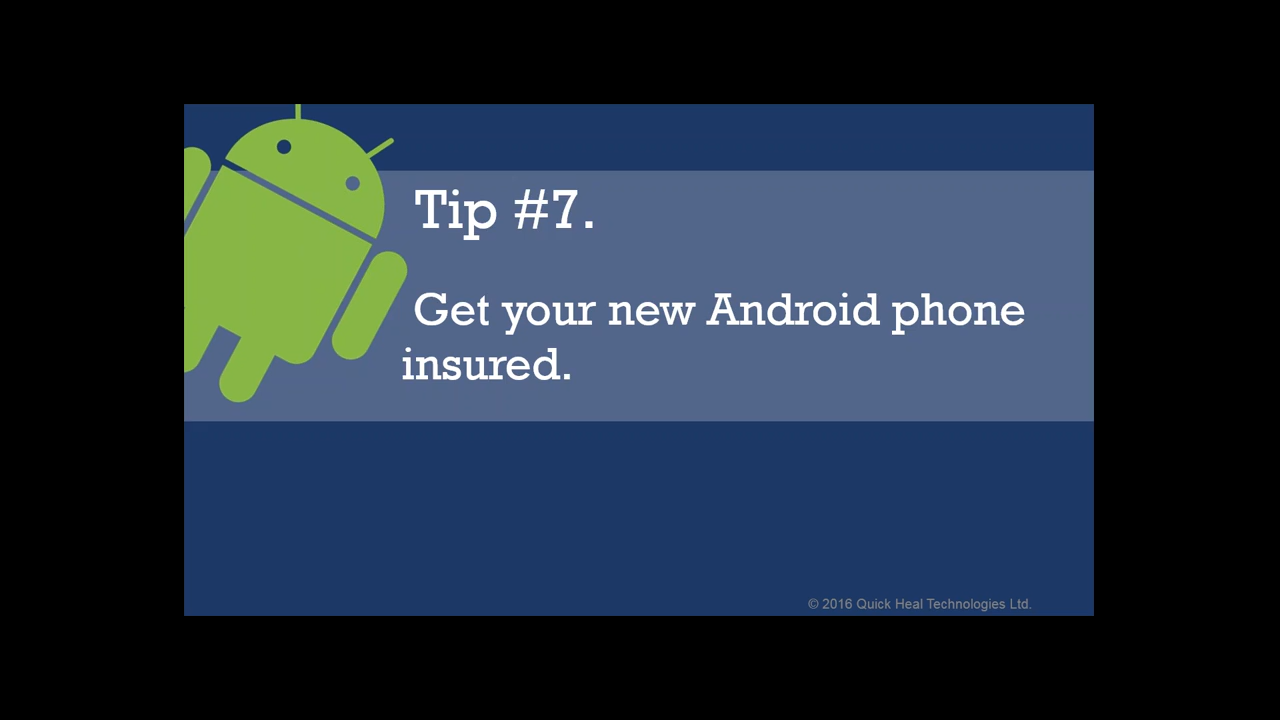 Tip #7.
Get your new Android phone
insured.
© 2016 Quick Heal Technologies Ltd.